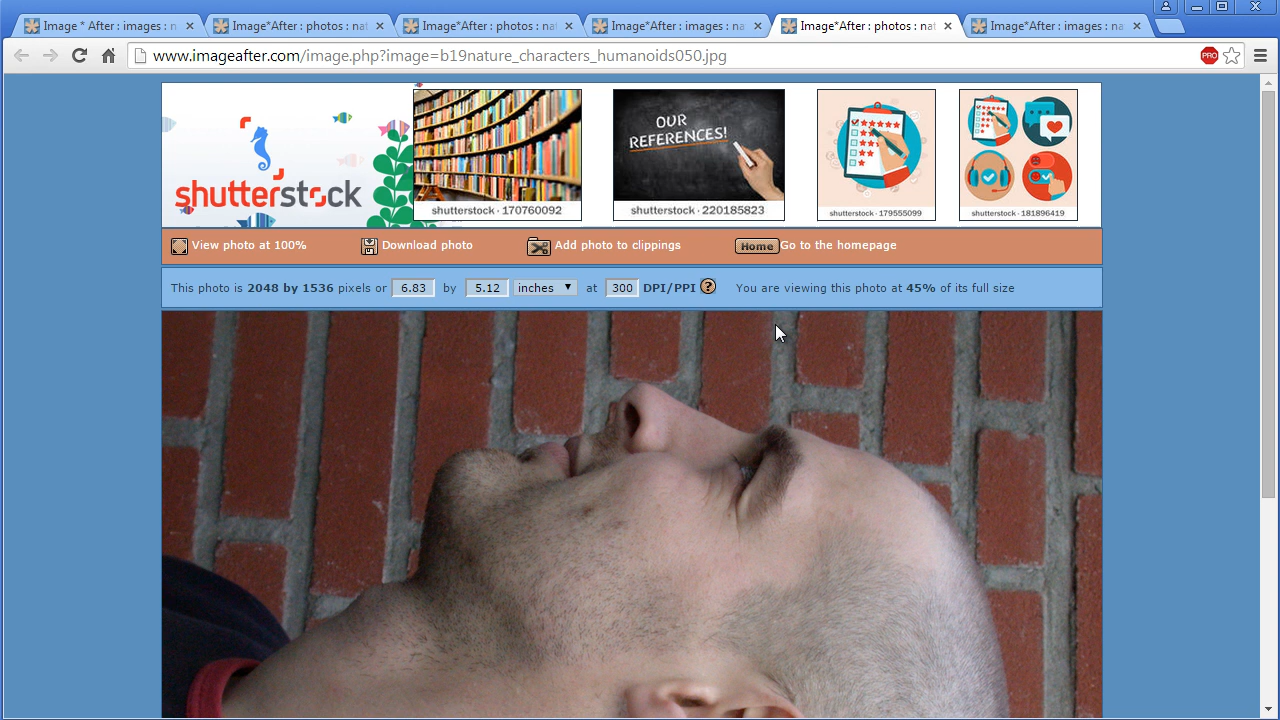 Image * After : images : n
Image*After : photos : nat
Image*After : photos : nat
Image*After : images : nat
Image*After : photos : nat
Image*After : images : nat
www.imageafter.com/image.php?image=b19nature_characters_humanoids050.jpg
PRO
shutterstock
OUR
REFERENCES!
shutterstock · 170760092
shutterstock · 220185823
shutterstock · 179555099
shutterstock · 181896419
View photo at 100%
Download photo
Add photo to clippings
Home
Go to the homepage
This photo is 2048 by 1536 pixels or 6.83 by 5.12 inches at 300 DPI/PPI ? You are viewing this photo at 45% of its full size